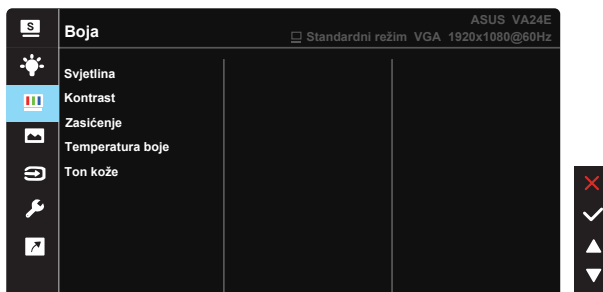 S
Boja
ASUS VA24E
Standardni režim VGA 1920x1080@60Hz
Svjetlina
Kontrast
Zasićenje
Temperatura boje
Ton kože